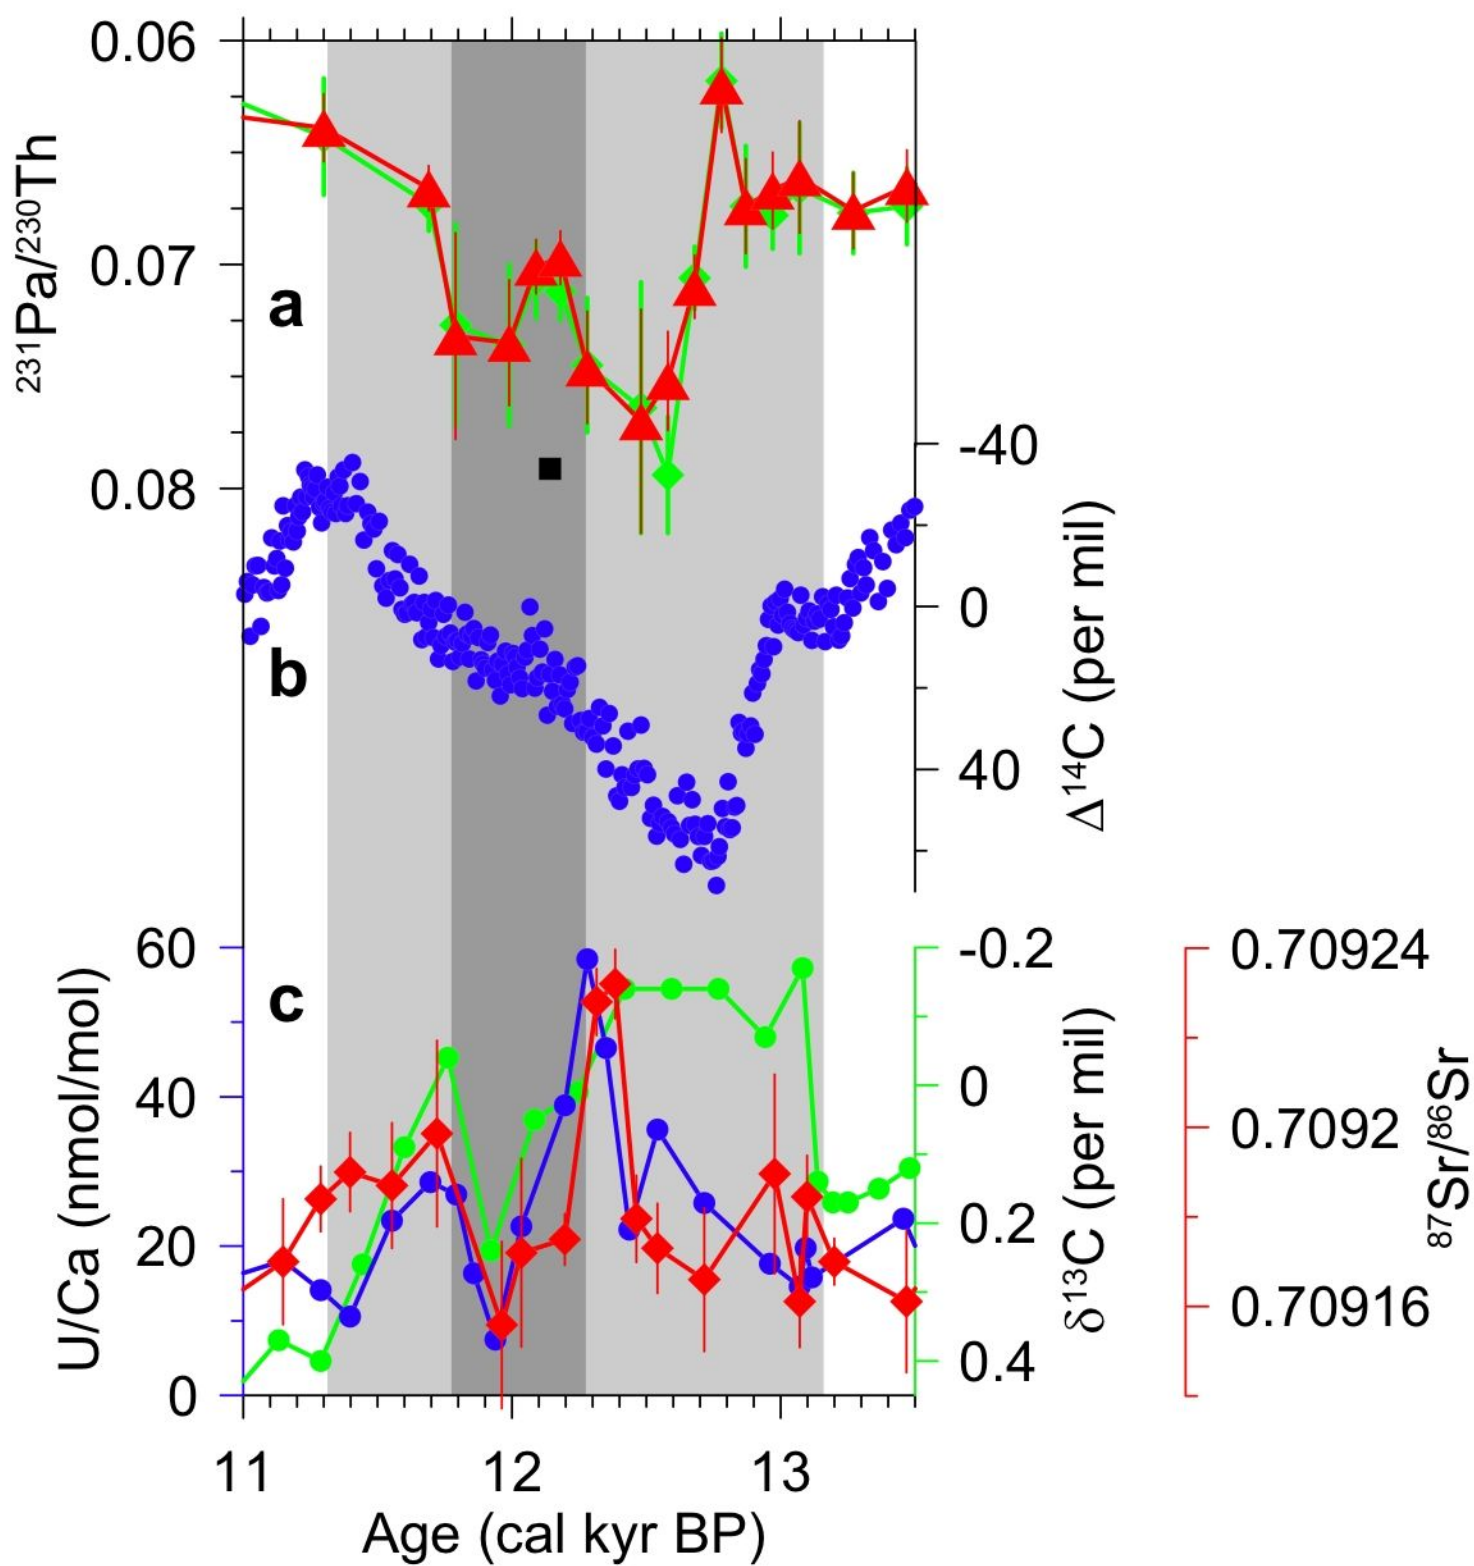 0.06
0.07
0.08
²³¹Pa/²³⁰Th
a
-40
0
40
Δ¹⁴C (per mil)
b
60
40
20
0
U/Ca (nmol/mol)
c
-0.2
0
0.2
0.4
δ¹³C (per mil)
0.70924
0.7092
0.70916
⁸⁷Sr/⁸⁶Sr
11 12 13
Age (cal kyr BP)